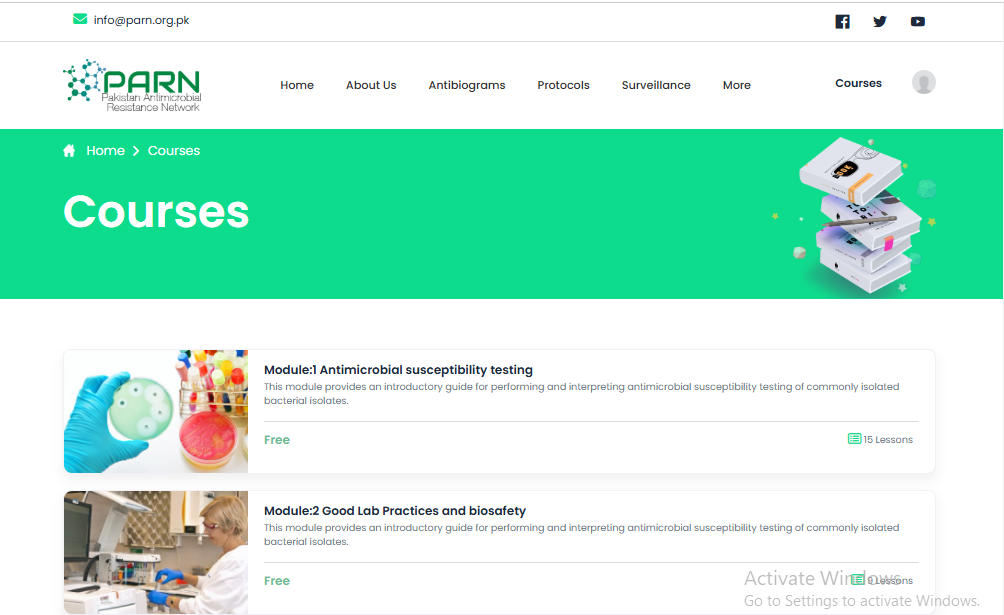 info@parn.org.pk
PARN
Pakistan Antimicrobial
Resistance Network
Home About Us Antibiograms Protocols Surveillance More Courses
Home Courses
Courses
Module:1 Antimicrobial susceptibility testing
This module provides an introductory guide for performing and interpreting antimicrobial susceptibility testing of commonly isolated
bacterial isolates.
Free 15 Lessons
Module:2 Good Lab Practices and biosafety
This module provides an introductory guide for performing and interpreting antimicrobial susceptibility testing of commonly isolated
bacterial isolates.
Free Lessons
Activate Windows
Go to Settings to activate Windows.